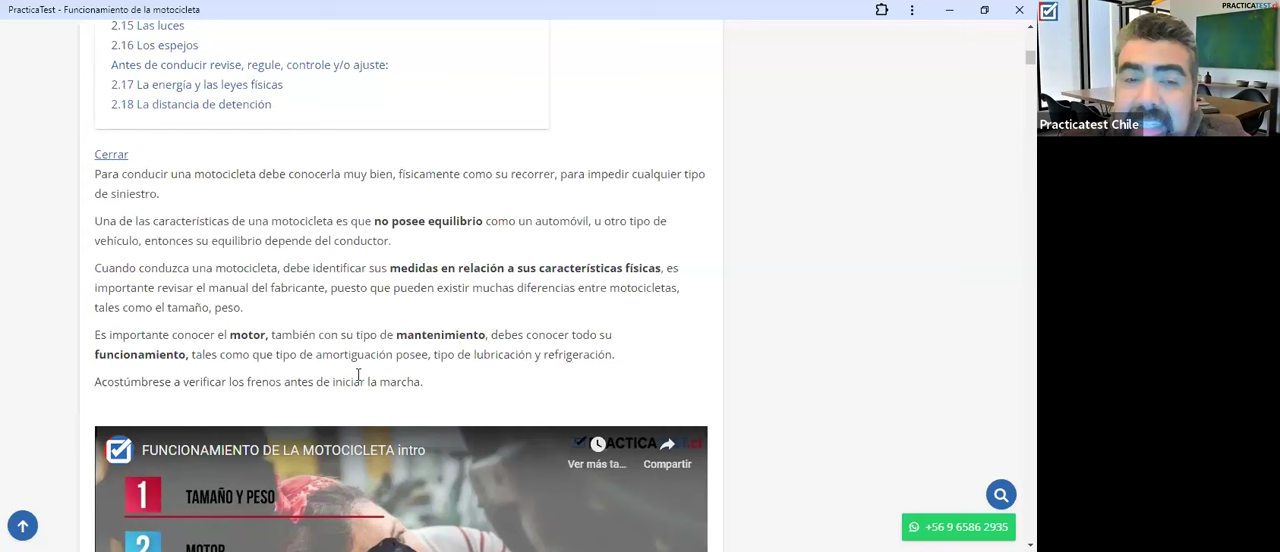 PracticaTest - Funcionamiento de la motocicleta
2.15 Las luces
2.16 Los espejos
Antes de conducir revise, regule, controle y/o ajuste:
2.17 La energía y las leyes físicas
2.18 La distancia de detención
Cerrar
Para conducir una motocicleta debe conocerla muy bien, físicamente como su recorrer, para impedir cualquier tipo
de siniestro.
Una de las características de una motocicleta es que no posee equilibrio como un automóvil, u otro tipo de
vehículo, entonces su equilibrio depende del conductor.
Cuando conduzca una motocicleta, debe identificar sus medidas en relación a sus características físicas, es
importante revisar el manual del fabricante, puesto que pueden existir muchas diferencias entre motocicletas,
tales como el tamaño, peso.
Es importante conocer el motor, también con su tipo de mantenimiento, debes conocer todo su
funcionamiento, tales como que tipo de amortiguación posee, tipo de lubricación y refrigeración.
Acostúmbrese a verificar los frenos antes de iniciar la marcha.
FUNCIONAMIENTO DE LA MOTOCICLETA intro
PRACTICATEST.cl
Ver más ta...
Compartir
1 TAMAÑO Y PESO
2 MOTOR
+56 9 6586 2935
PRACTICATEST.cl
Practicatest Chile